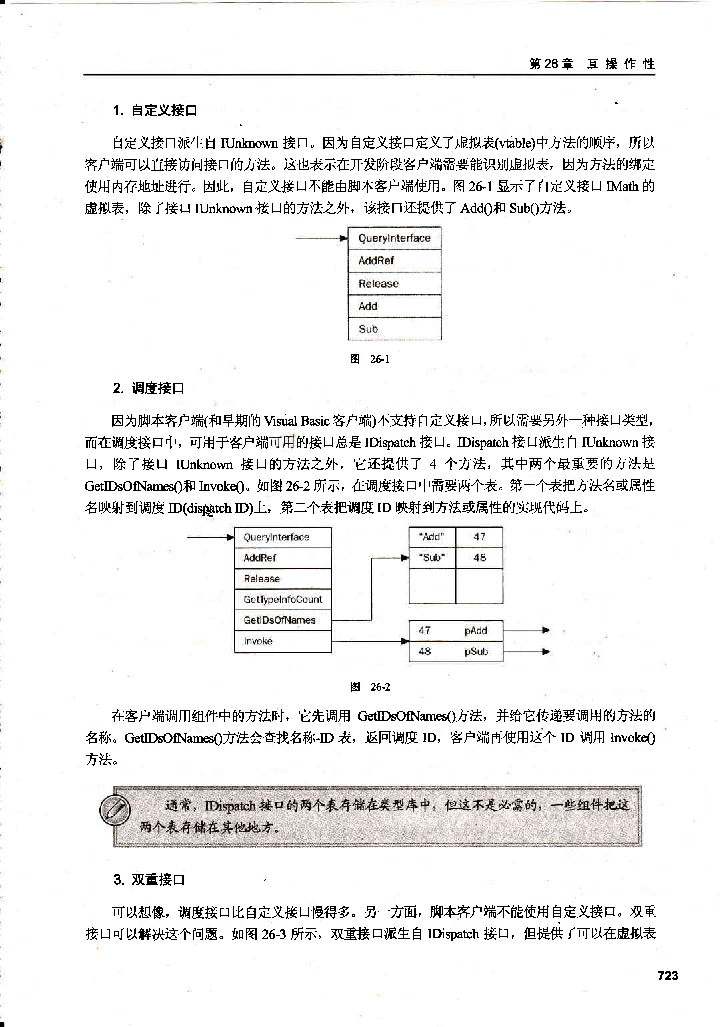 第26章 互 操 作 性
1. 自定义接口
自定义接口派生自 IUnknown 接口。因为自定义接口定义了虚拟表(vtable)中方法的顺序，所以
客户端可以直接访问接口的方法。这也表示在开发阶段客户端需要能识别虚拟表，因为方法的绑定
使用内存地址进行。因此，自定义接口不能由脚本客户端使用。图 26-1 显示了自定义接口 IMath 的
虚拟表，除了接口 IUnknown 接口的方法之外，该接口还提供了 Add()和 Sub()方法。
QueryInterface
AddRef
Release
Add
Sub
图 26-1
2. 调度接口
因为脚本客户端(和早期的 Visual Basic 客户端)不支持自定义接口，所以需要另外一种接口类型，
而在调度接口中，可用于客户端可用的接口总是 IDispatch 接口。IDispatch 接口派生自 IUnknown 接
口，除了接口 IUnknown 接口的方法之外，它还提供了 4 个方法，其中两个最重要的方法是
GetIDsOfNames()和 Invoke()。如图 26-2 所示，在调度接口中需要两个表。第一个表把方法名或属性
名映射到调度 ID(dispatch ID)上，第二个表把调度 ID 映射到方法或属性的实现代码上。
QueryInterface
AddRef
Release
GetTypeInfoCount
GetIDsOfNames
Invoke
"Add" 47
"Sub" 48
47 pAdd
48 pSub
图 26-2
在客户端调用组件中的方法时，它先调用 GetIDsOfNames()方法，并给它传递要调用的方法的
名称。GetIDsOfNames()方法会查找名称-ID 表，返回调度 ID，客户端再使用这个 ID 调用 Invoke()
方法。
通常，IDispatch 接口的两个表存储在类型库中，但这不是必需的，一些组件把这
两个表存储在其他地方。
3. 双重接口
可以想像，调度接口比自定义接口慢得多。另一方面，脚本客户端不能使用自定义接口。双重
接口可以解决这个问题。如图 26-3 所示，双重接口派生自 IDispatch 接口，但提供了可以在虚拟表
723